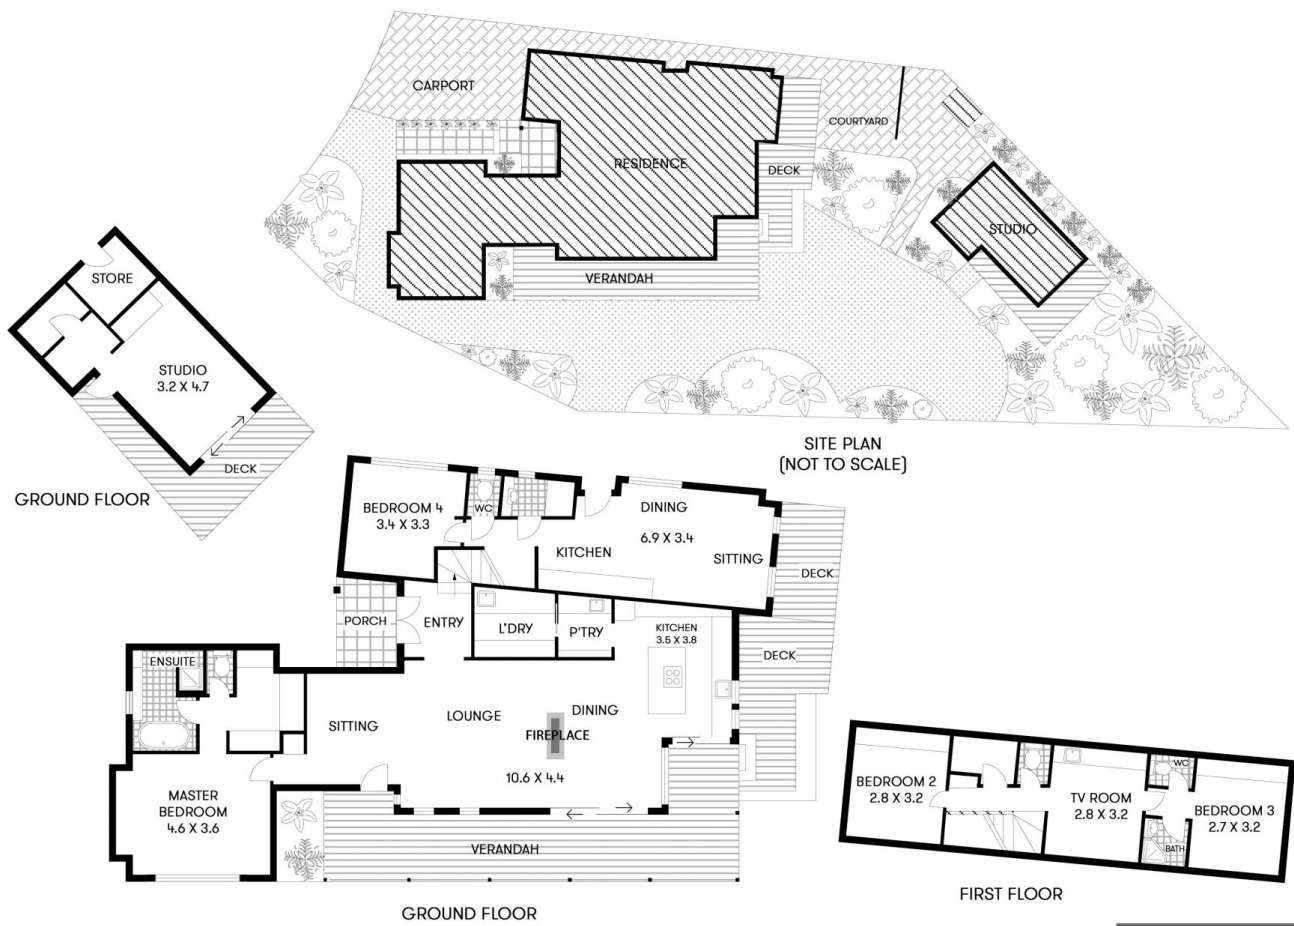 CARPORT
COURTYARD
RESIDENCE
DECK
STUDIO
VERANDAH
SITE PLAN
(NOT TO SCALE)
STORE
STUDIO
3.2 X 4.7
DECK
GROUND FLOOR
BEDROOM 4
3.4 X 3.3
WC
DINING
6.9 X 3.4
KITCHEN
SITTING
DECK
PORCH
ENTRY
L'DRY
P'TRY
KITCHEN
3.5 X 3.8
DECK
ENSUITE
SITTING
LOUNGE
DINING
FIREPLACE
10.6 X 4.4
MASTER
BEDROOM
4.6 X 3.6
VERANDAH
GROUND FLOOR
BEDROOM 2
2.8 X 3.2
TV ROOM
2.8 X 3.2
WC
BEDROOM 3
2.7 X 3.2
BATH
FIRST FLOOR